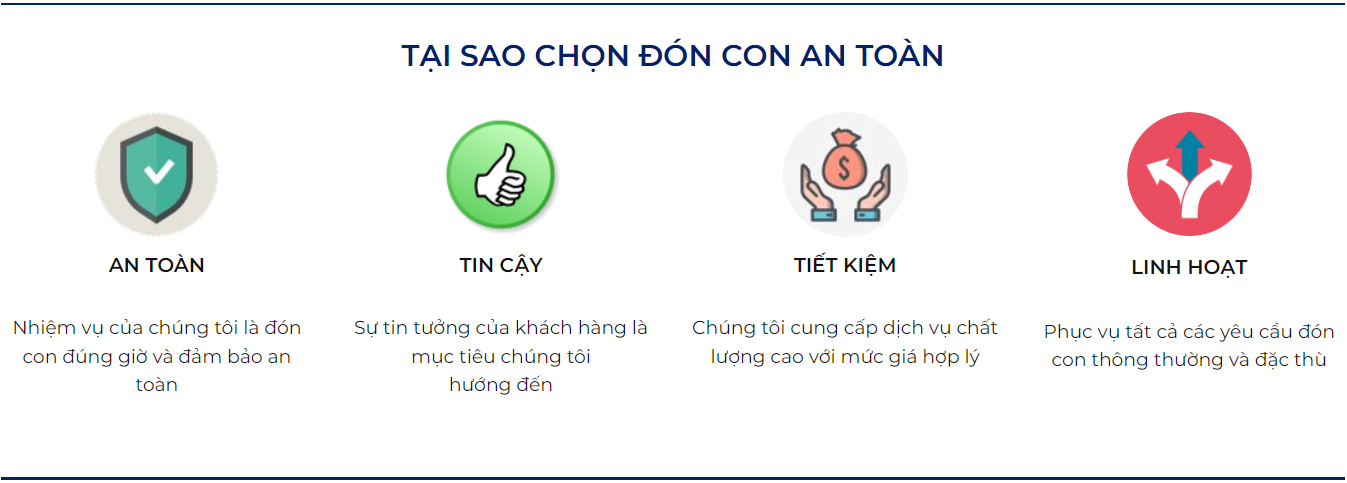 TẠI SAO CHỌN ĐÓN CON AN TOÀN
AN TOÀN
Nhiệm vụ của chúng tôi là đón
con đúng giờ và đảm bảo an
toàn
TIN CẬY
Sự tin tưởng của khách hàng là
mục tiêu chúng tôi
hướng đến
TIẾT KIỆM
Chúng tôi cung cấp dịch vụ chất
lượng cao với mức giá hợp lý
LINH HOẠT
Phục vụ tất cả các yêu cầu đón
con thông thường và đặc thù